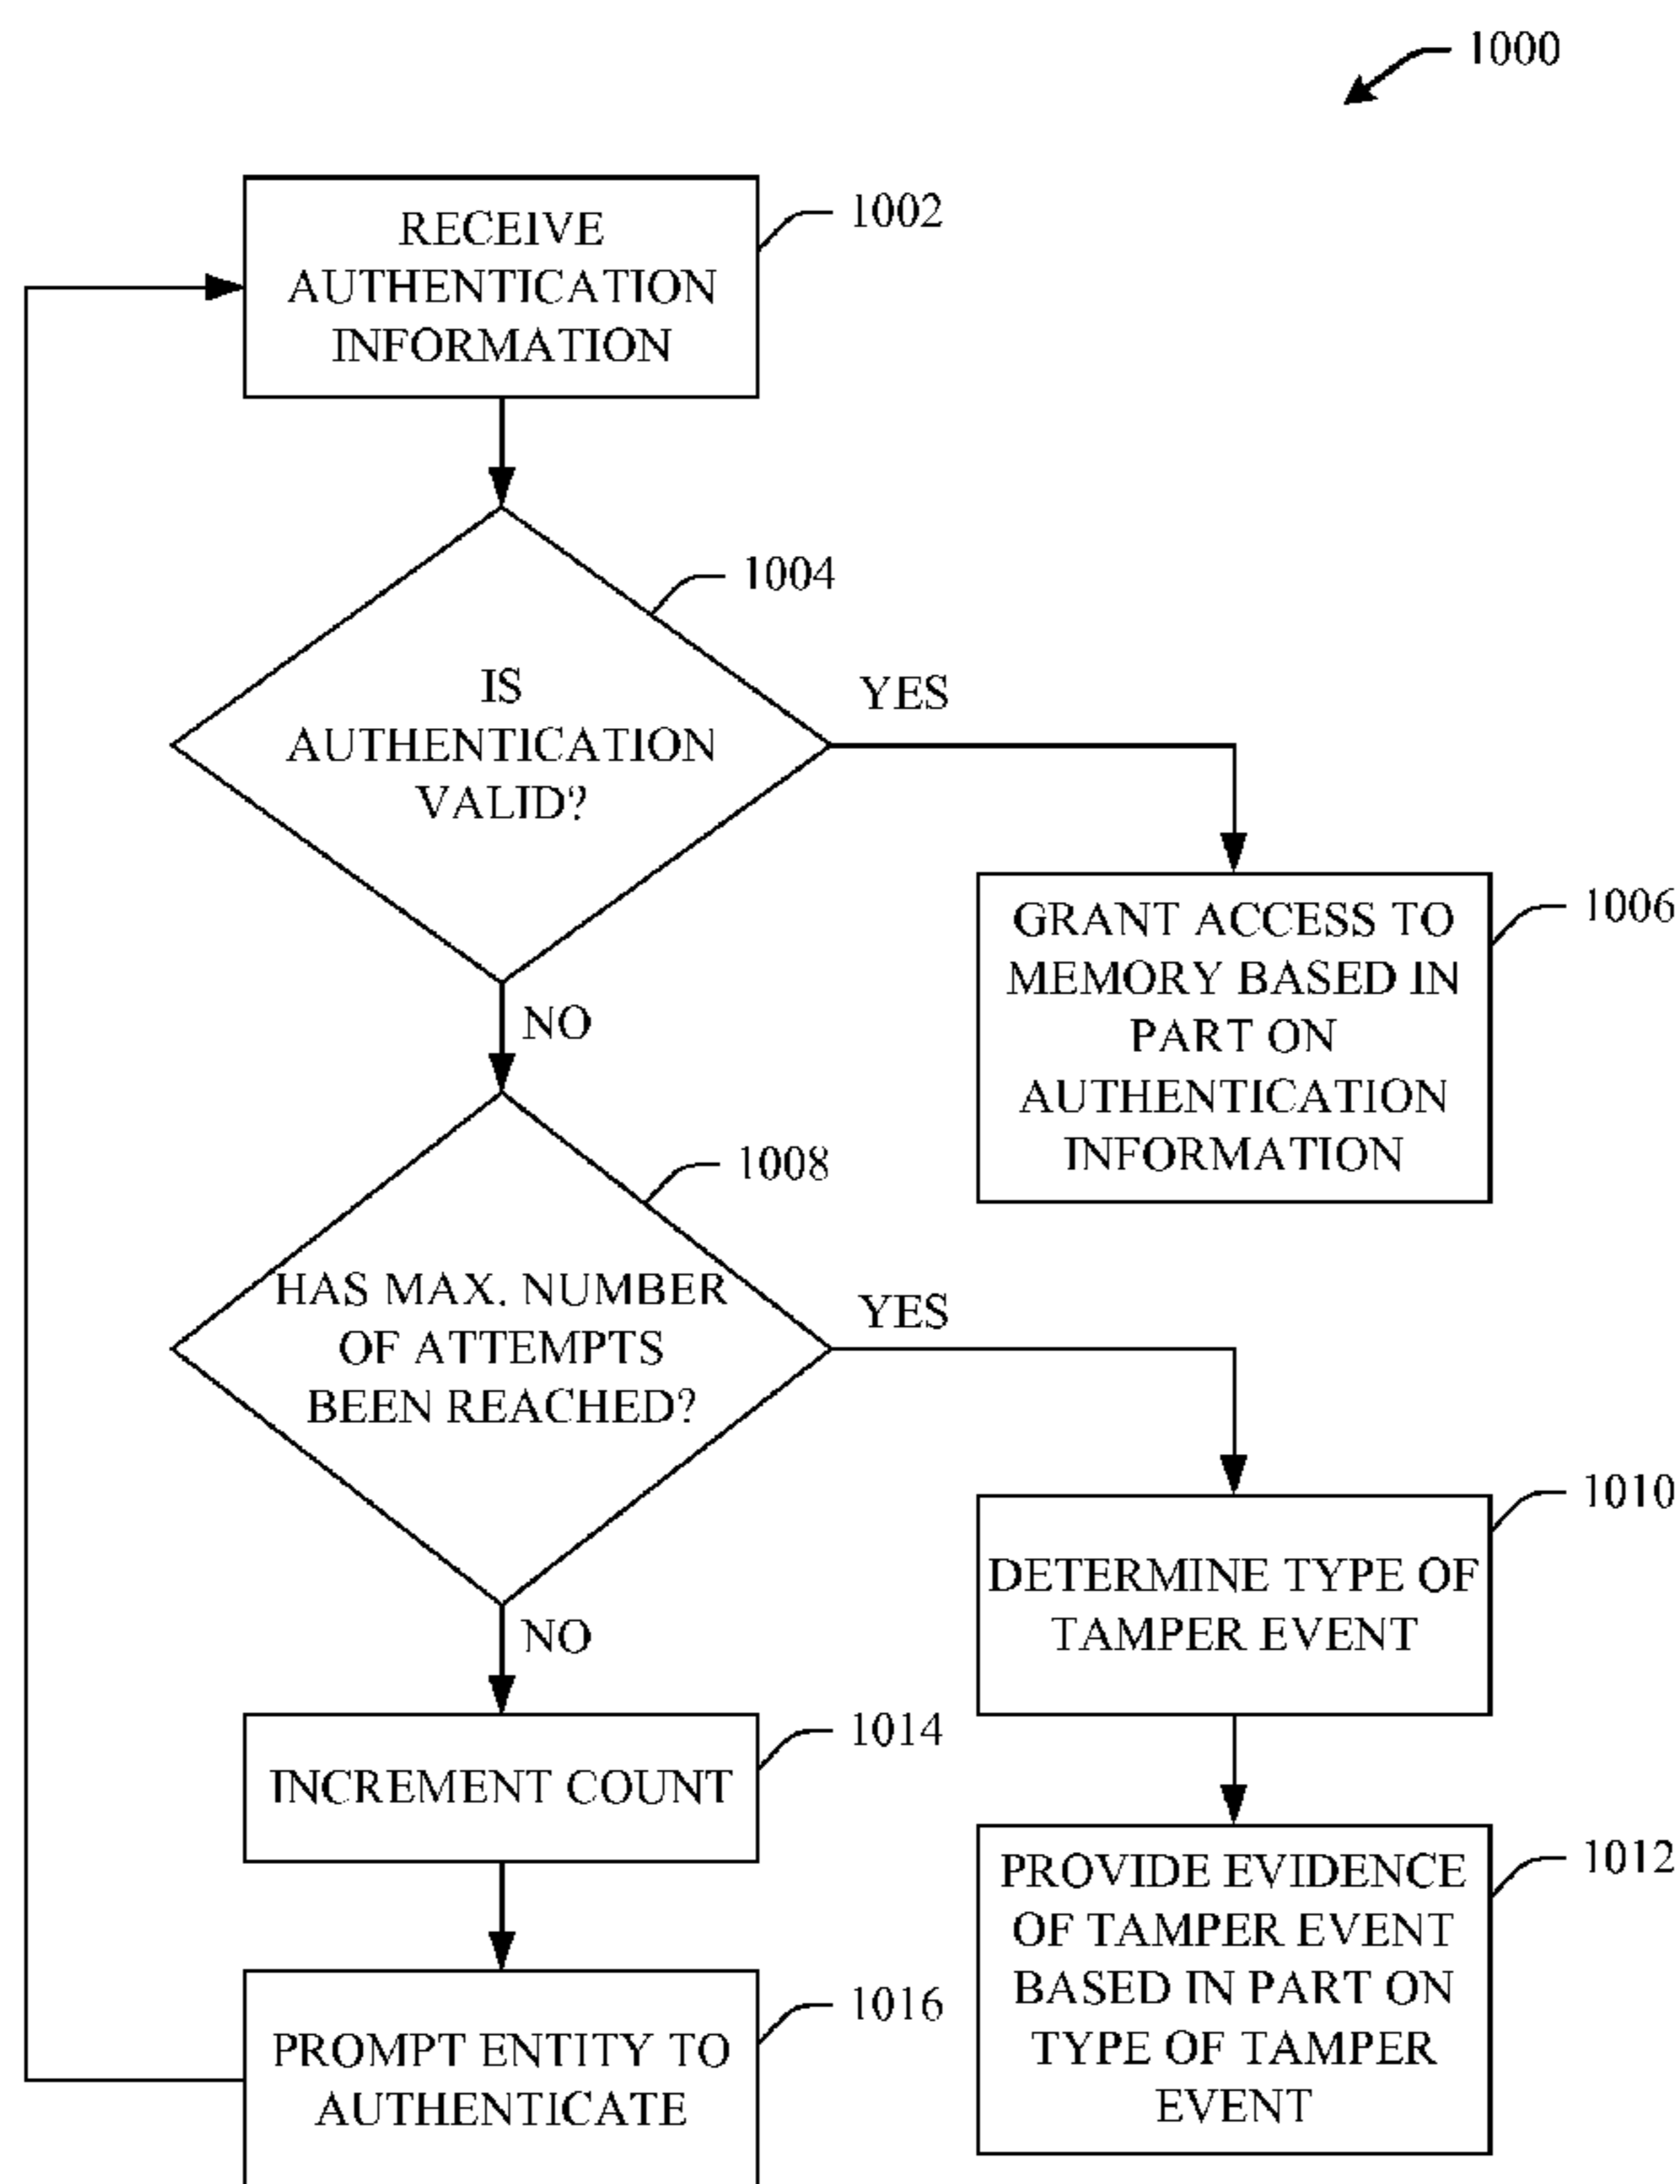 1000
RECEIVE
AUTHENTICATION
INFORMATION
1002
1004
IS
AUTHENTICATION
VALID?
YES
NO
GRANT ACCESS TO
MEMORY BASED IN
PART ON
AUTHENTICATION
INFORMATION
1006
1008
HAS MAX. NUMBER
OF ATTEMPTS
BEEN REACHED?
YES
NO
DETERMINE TYPE OF
TAMPER EVENT
1010
INCREMENT COUNT
1014
PROVIDE EVIDENCE
OF TAMPER EVENT
BASED IN PART ON
TYPE OF TAMPER
EVENT
1012
PROMPT ENTITY TO
AUTHENTICATE
1016